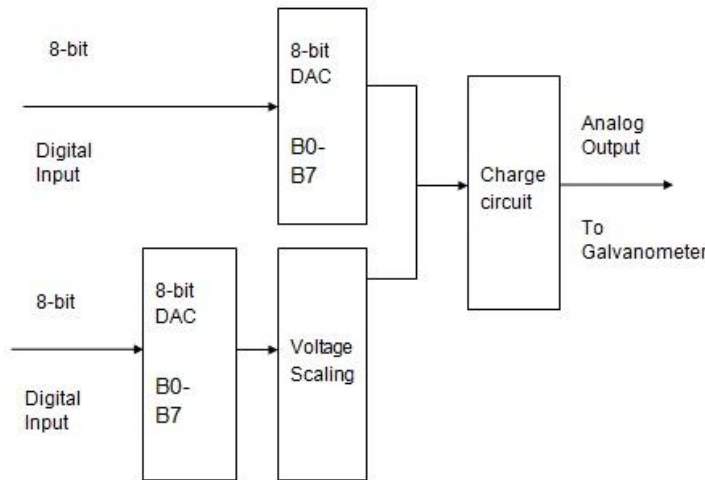 8-bit
Digital
Input
8-bit
DAC
B0-
B7
Charge
circuit
Analog
Output
To
Galvanometer
8-bit
Digital
Input
8-bit
DAC
B0-
B7
Voltage
Scaling